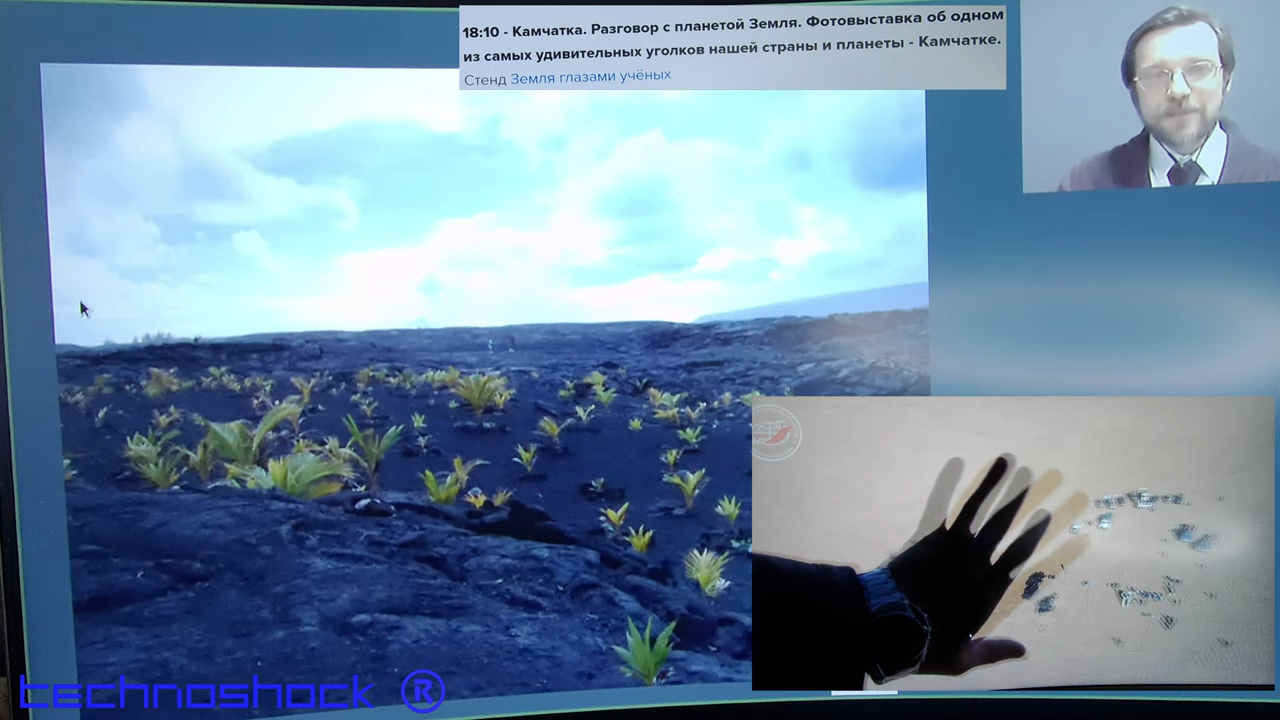 18:10 - Камчатка. Разговор с планетой Земля. Фотовыставка об одном
из самых удивительных уголков нашей страны и планеты - Камчатке.
Стенд Земля глазами учёных
technoshock ®